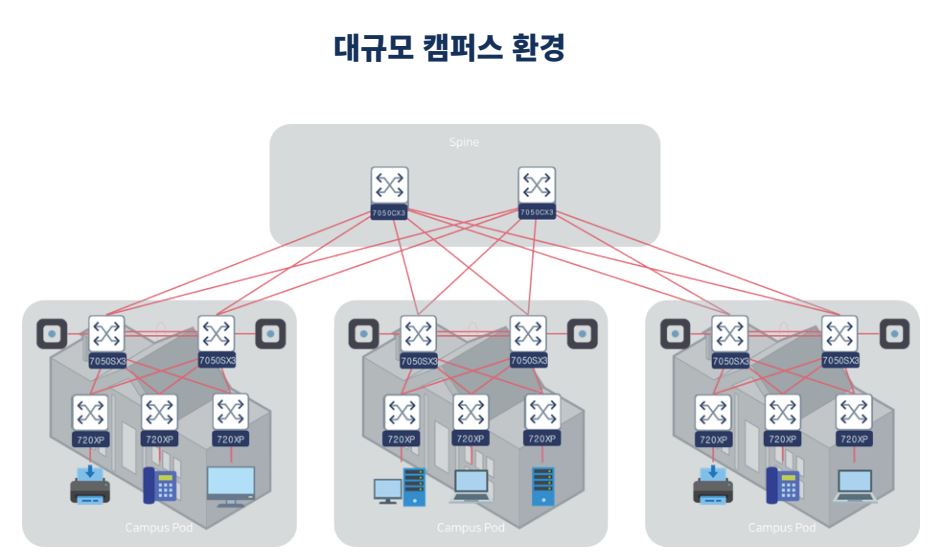 대규모 캠퍼스 환경
Spine
7050CX3 7050CX3
7050SX3 7050SX3 7050SX3 7050SX3 7050SX3 7050SX3
720XP 720XP 720XP 720XP 720XP 720XP 720XP 720XP 720XP
Campus Pod Campus Pod Campus Pod